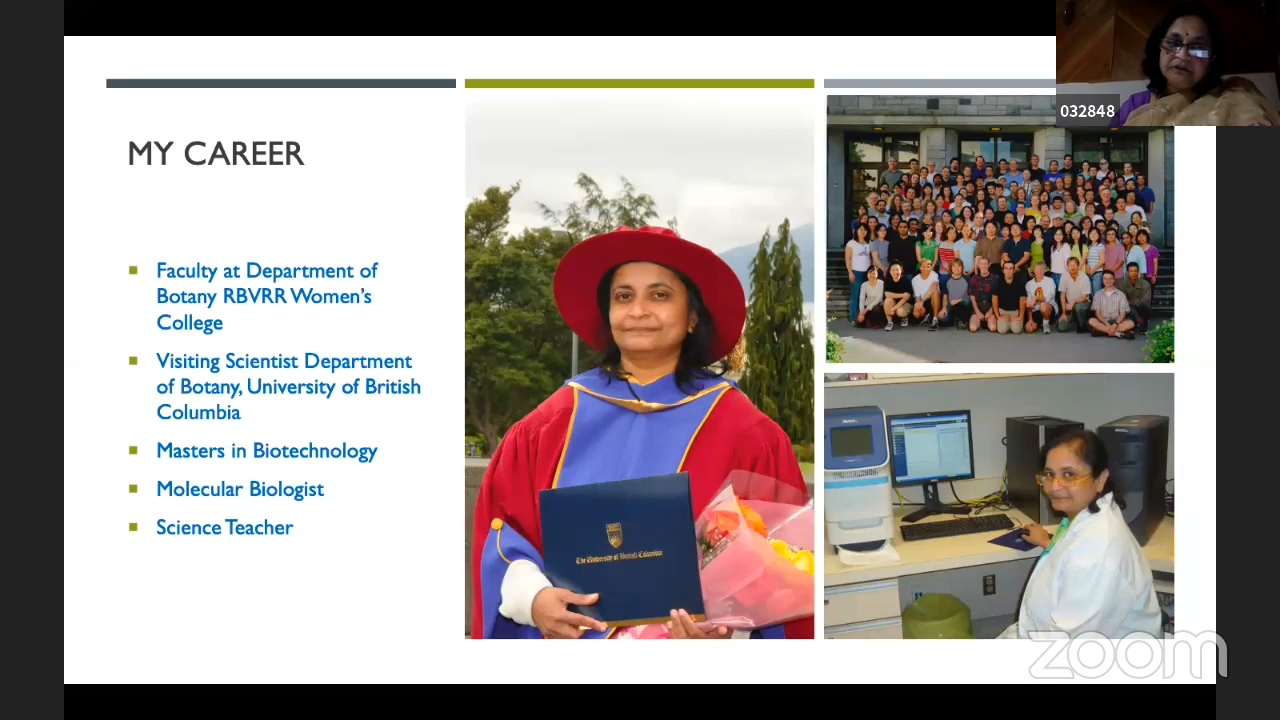 032848
MY CAREER
Faculty at Department of
Botany RBVRR Women's
College
Visiting Scientist Department
of Botany, University of British
Columbia
Masters in Biotechnology
Molecular Biologist
Science Teacher
The University of British Columbia
zoom